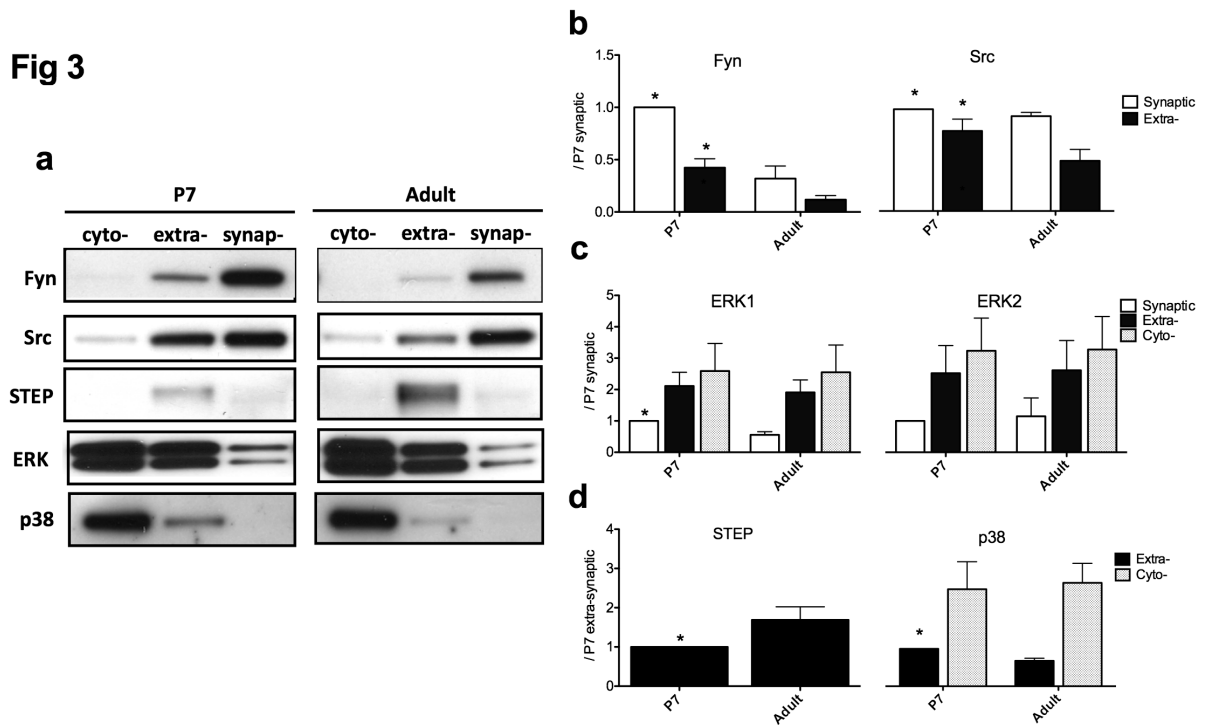 Fig 3
a
P7
Adult
cyto- extra- synap-
cyto- extra- synap-
Fyn
Src
STEP
ERK
p38
b
Fyn
Src
/ P7 synaptic
1.5
1.0
0.5
0.0
*
*
*
*
P7
Adult
P7
Adult
Synaptic
Extra-
c
ERK1
ERK2
/ P7 synaptic
5
4
3
2
1
0
*
P7
Adult
P7
Adult
Synaptic
Extra-
Cyto-
d
STEP
p38
/ P7 extra-synaptic
4
3
2
1
0
*
*
P7
Adult
P7
Adult
Extra-
Cyto-